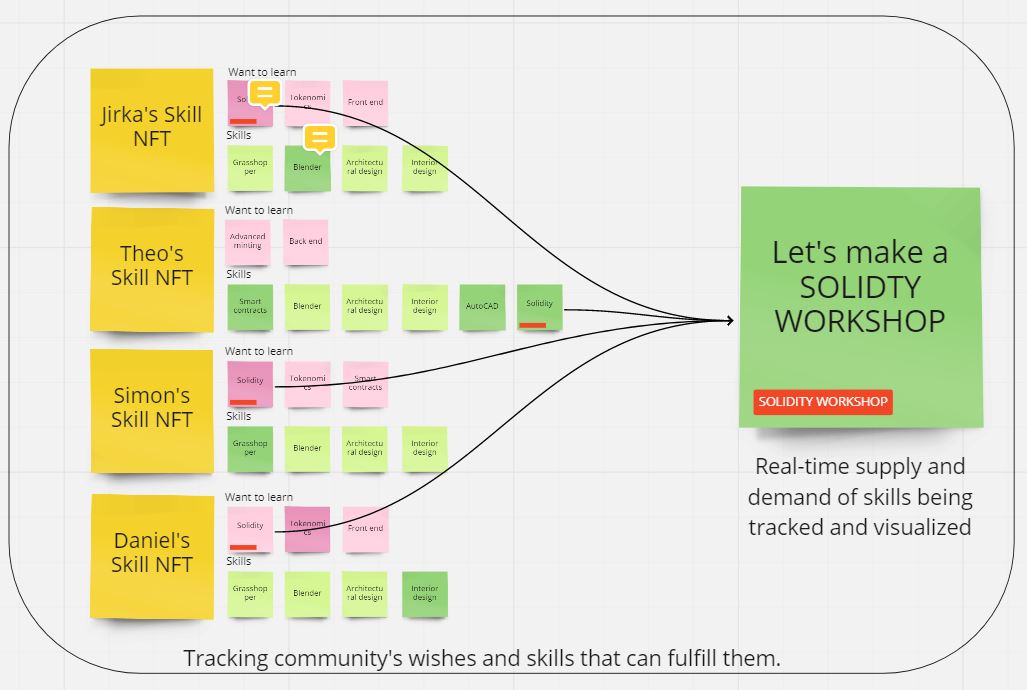 Want to learn
Jirka's Skill
NFT
So
Tokenomi
cs
Front end
Skills
Grasshop
per
Blender
Architectu
ral design
Interior
design
Want to learn
Theo's
Skill NFT
Advanced
minting
Back end
Skills
Smart
contracts
Blender
Architectu
ral design
Interior
design
AutoCAD
Solidity
Want to learn
Simon's
Skill NFT
Solidity
Tokenomi
cs
Smart
contracts
Skills
Grasshop
per
Blender
Architectu
ral design
Interior
design
Want to learn
Daniel's
Skill NFT
Solidity
Tokenomi
cs
Front end
Skills
Grasshop
per
Blender
Architectu
ral design
Interior
design
Let's make a
SOLIDTY
WORKSHOP
SOLIDITY WORKSHOP
Real-time supply and
demand of skills being
tracked and visualized
Tracking community's wishes and skills that can fulfill them.